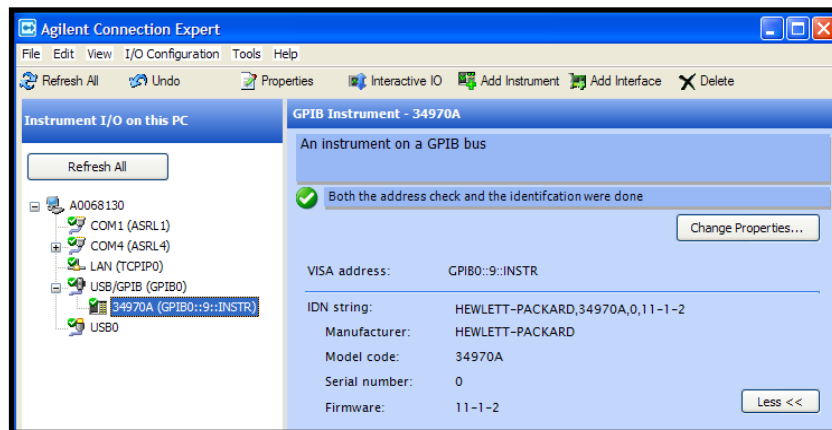 Agilent Connection Expert
File Edit View I/O Configuration Tools Help
Refresh All Undo Properties Interactive IO Add Instrument Add Interface Delete
Instrument I/O on this PC
Refresh All
A0068130
COM1 (ASRL1)
COM4 (ASRL4)
LAN (TCPIP0)
USB/GPIB (GPIB0)
34970A (GPIB0::9::INSTR)
USB0
GPIB Instrument - 34970A
An instrument on a GPIB bus
Both the address check and the identifcation were done
Change Properties...
VISA address: GPIB0::9::INSTR
IDN string: HEWLETT-PACKARD,34970A,0,11-1-2
Manufacturer: HEWLETT-PACKARD
Model code: 34970A
Serial number: 0
Firmware: 11-1-2
Less <<